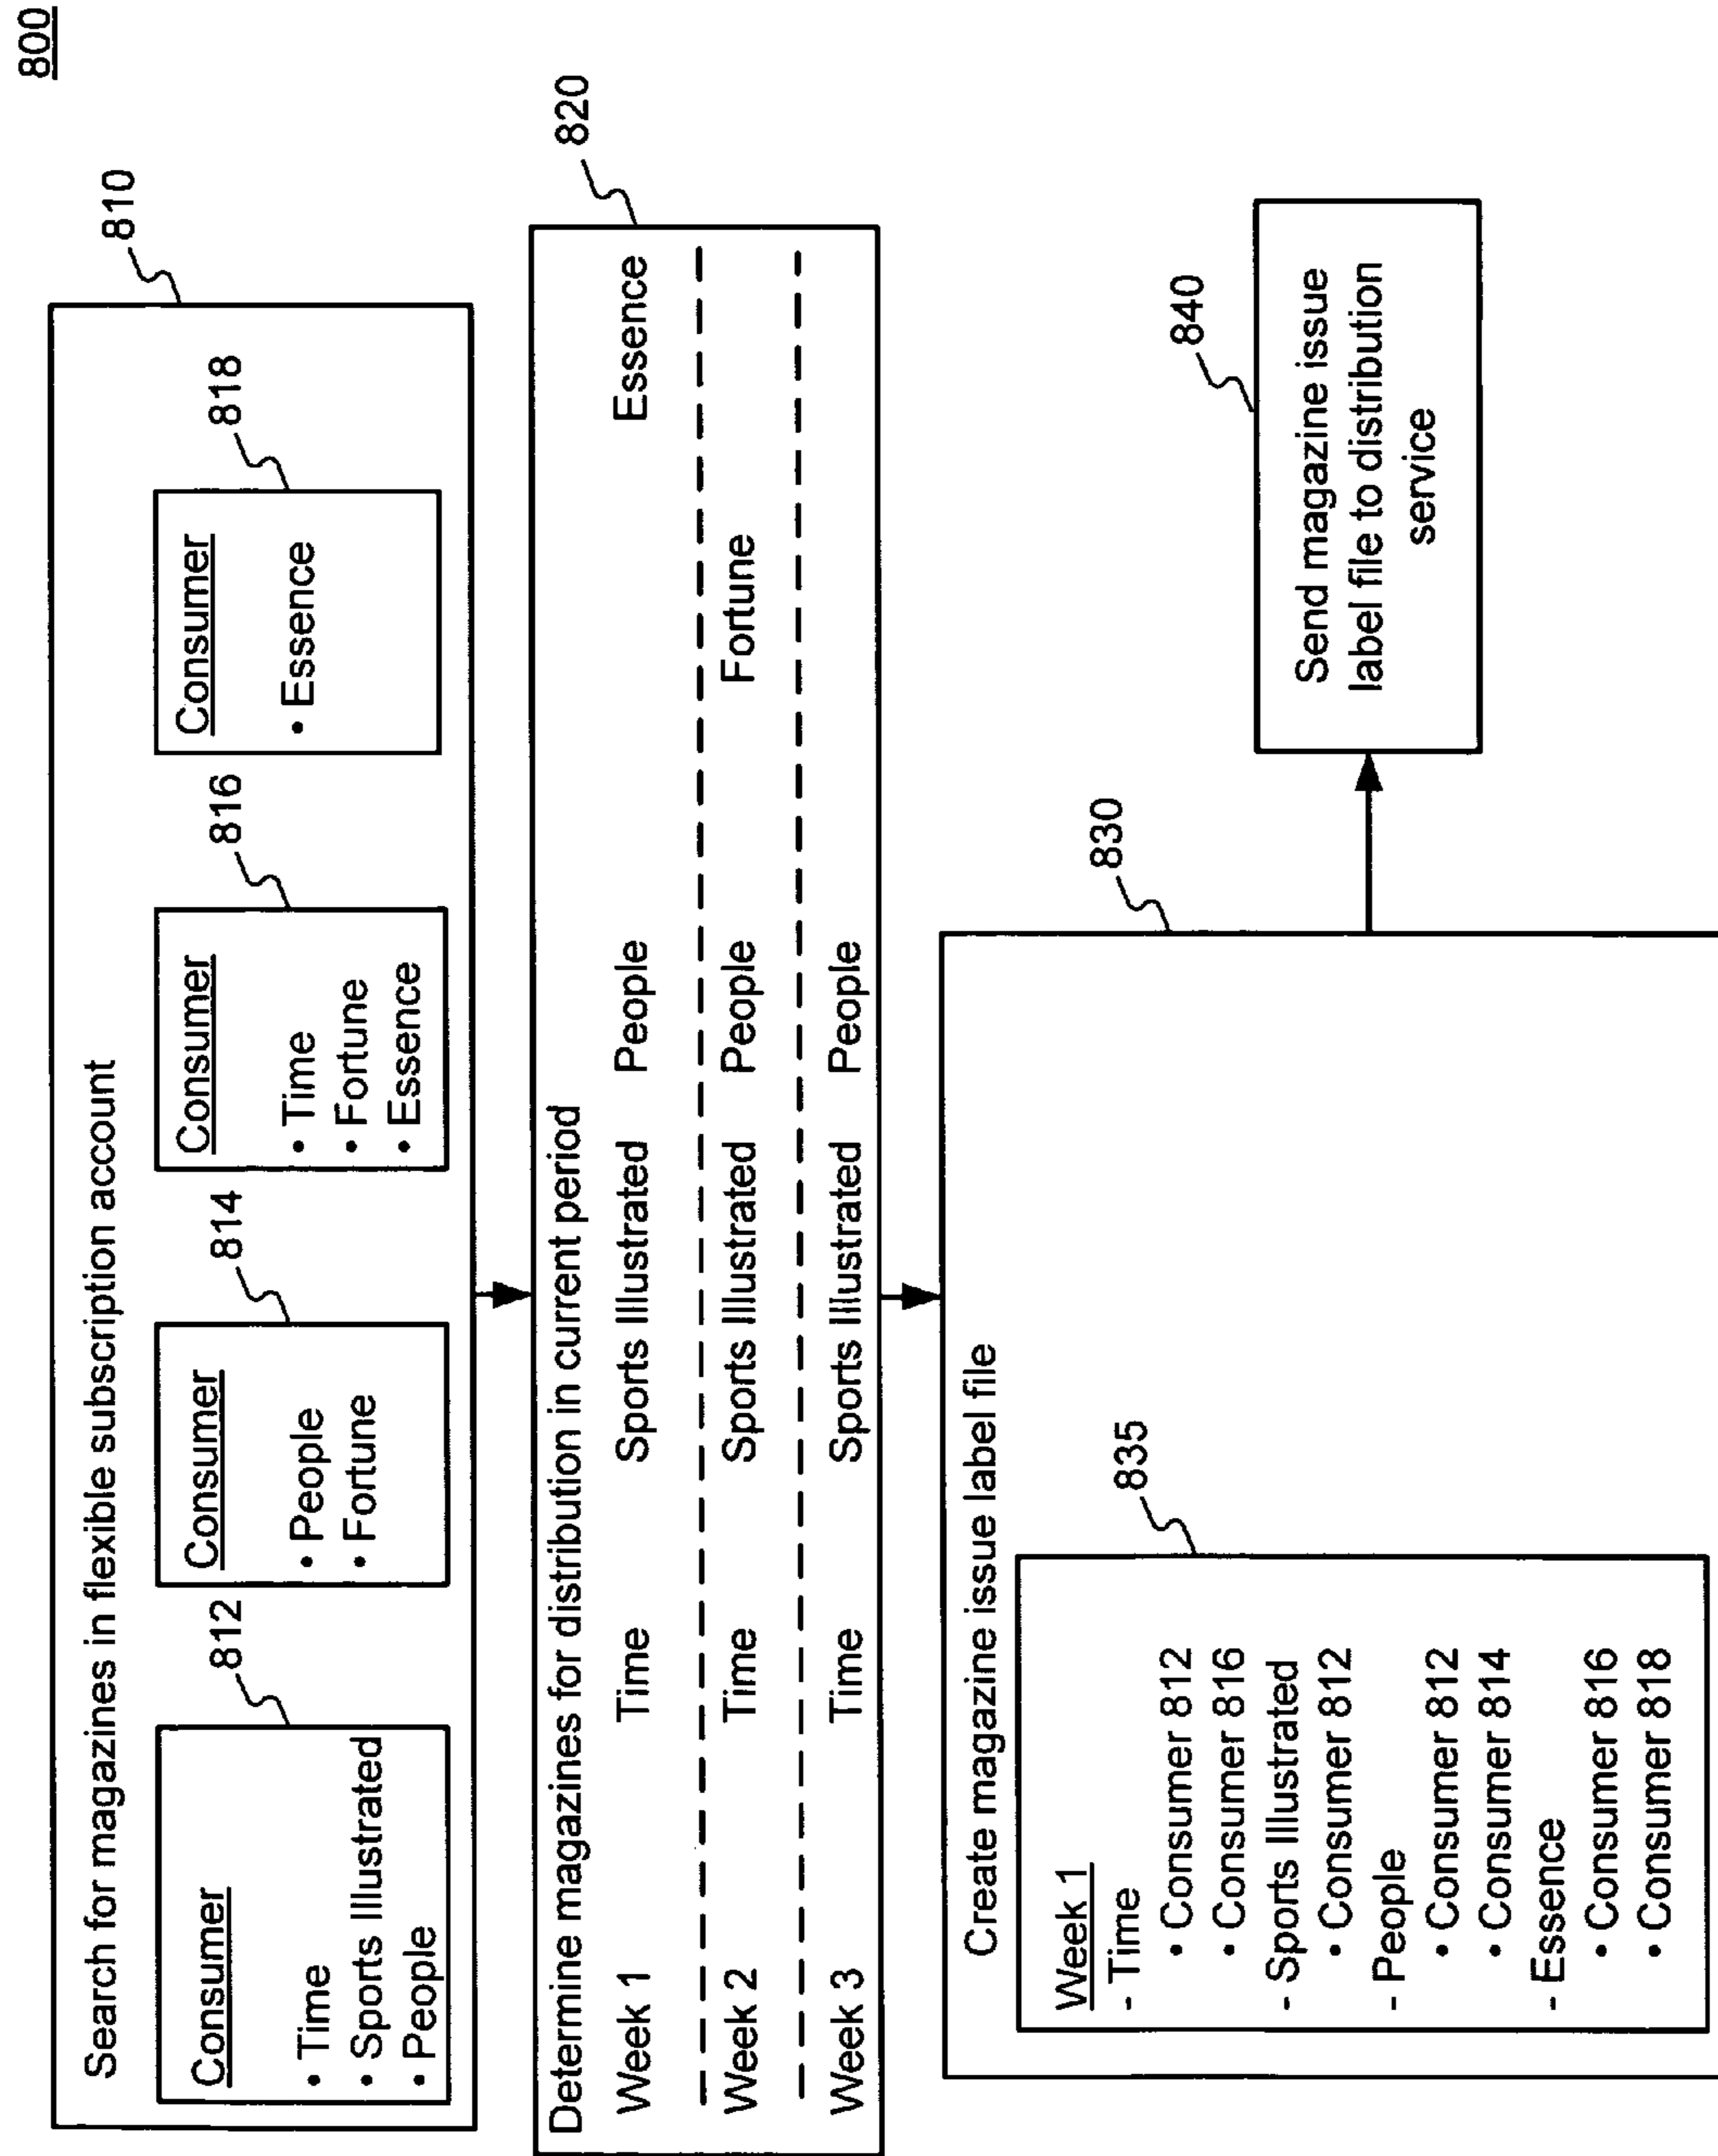 800
810
Search for magazines in flexible subscription account
812
814
816
818
Consumer
• Time
• Sports Illustrated
• People
Consumer
• People
• Fortune
Consumer
• Time
• Fortune
• Essence
Consumer
• Essence
820
Determine magazines for distribution in current period
Week 1 Time Sports Illustrated People Essence
Week 2 Time Sports Illustrated People Fortune
Week 3 Time Sports Illustrated People
830
Create magazine issue label file
835
Week 1
- Time
• Consumer 812
• Consumer 816
- Sports Illustrated
• Consumer 812
- People
• Consumer 812
• Consumer 814
- Essence
• Consumer 816
• Consumer 818
840
Send magazine issue
label file to distribution
service